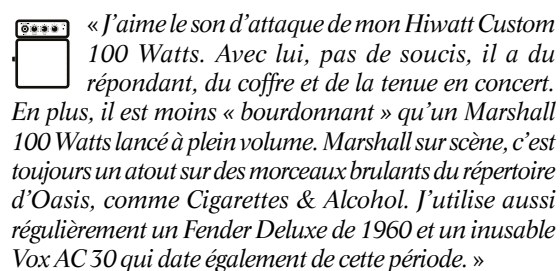 « J'aime le son d'attaque de mon Hiwatt Custom
100 Watts. Avec lui, pas de soucis, il a du
répondant, du coffre et de la tenue en concert.
En plus, il est moins « bourdonnant » qu'un Marshall
100 Watts lancé à plein volume. Marshall sur scène, c'est
toujours un atout sur des morceaux brulants du répertoire
d'Oasis, comme Cigarettes & Alcohol. J'utilise aussi
régulièrement un Fender Deluxe de 1960 et un inusable
Vox AC 30 qui date également de cette période. »